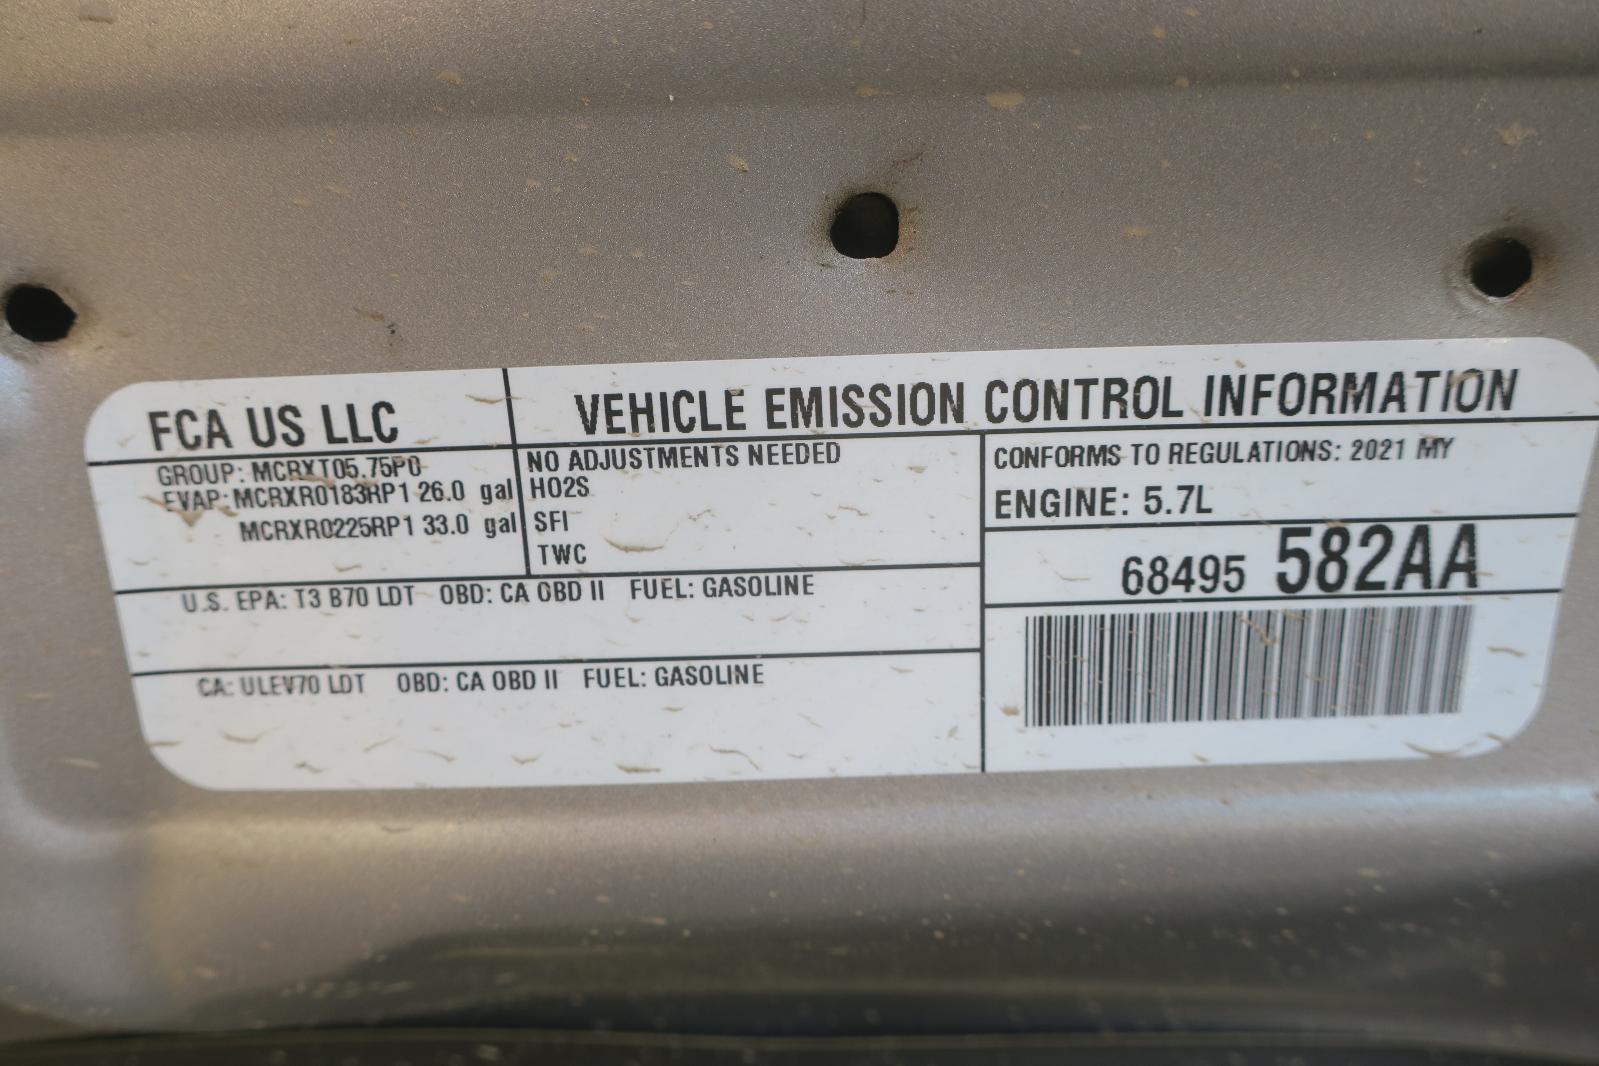 FCA US LLC
VEHICLE EMISSION CONTROL INFORMATION
GROUP: MCRXT05.75P0
EVAP: MCRXR0183RP1 26.0 gal
MCRXR0225RP1 33.0 gal
NO ADJUSTMENTS NEEDED
HO2S
SFI
TWC
CONFORMS TO REGULATIONS: 2021 MY
ENGINE: 5.7L
68495 582AA
U.S. EPA: T3 B70 LDT OBD: CA OBD II FUEL: GASOLINE
CA: ULEV70 LDT OBD: CA OBD II FUEL: GASOLINE